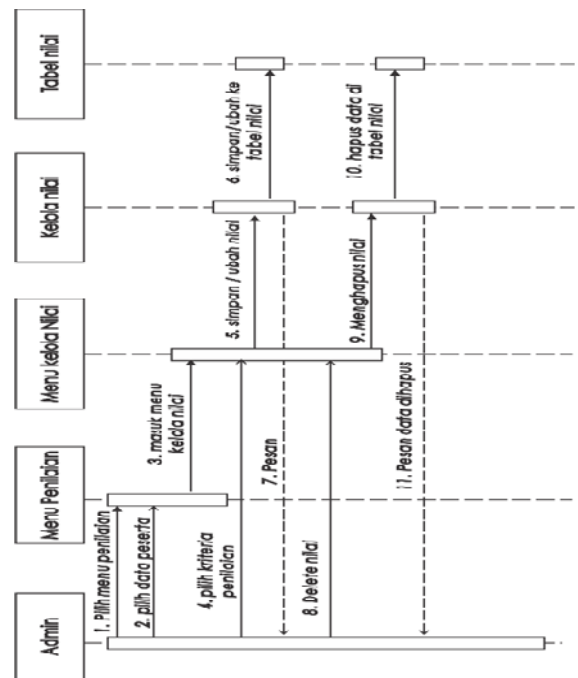 Admin
Menu Penilaian
Menu kelola Nilai
Kelola nilai
Tabel nilai
1. Pilih menu penilaian
2. pilih data peserta
3. masuk menu
kelola nilai
4. pilih kriteria
penilaian
5. simpan / ubah nilai
6. simpan/ubah ke
tabel nilai
7. Pesan
8. Delete nilai
9. Menghapus nilai
10. hapus data di
tabel nilai
11. Pesan data dihapus